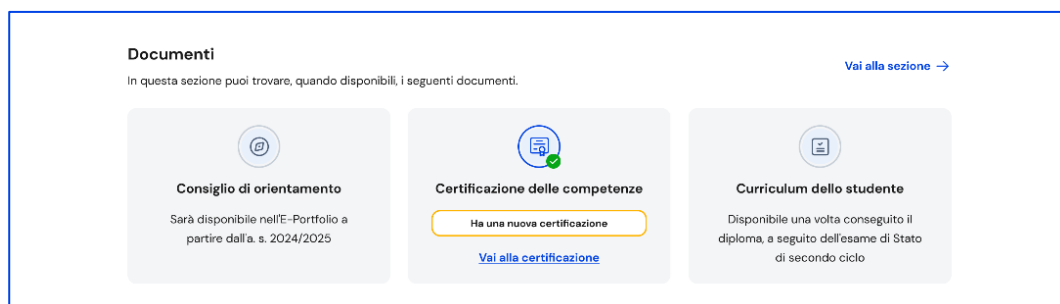 Documenti
In questa sezione puoi trovare, quando disponibili, i seguenti documenti.
Vai alla sezione →
Consiglio di orientamento
Sarà disponibile nell'E-Portfolio a
partire dall'a. s. 2024/2025
Certificazione delle competenze
Ha una nuova certificazione
Vai alla certificazione
Curriculum dello studente
Disponibile una volta conseguito il
diploma, a seguito dell'esame di Stato
di secondo ciclo